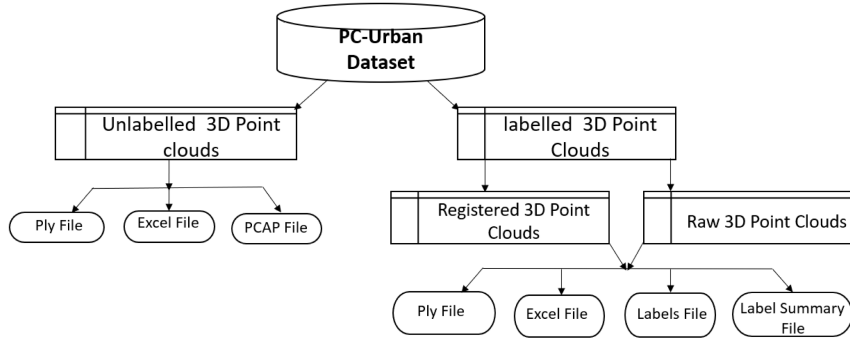 PC-Urban
Dataset
Unlabelled 3D Point
clouds
labelled 3D Point
Clouds
Ply File
Excel File
PCAP File
Registered 3D Point
Clouds
Raw 3D Point Clouds
Ply File
Excel File
Labels File
Label Summary
File